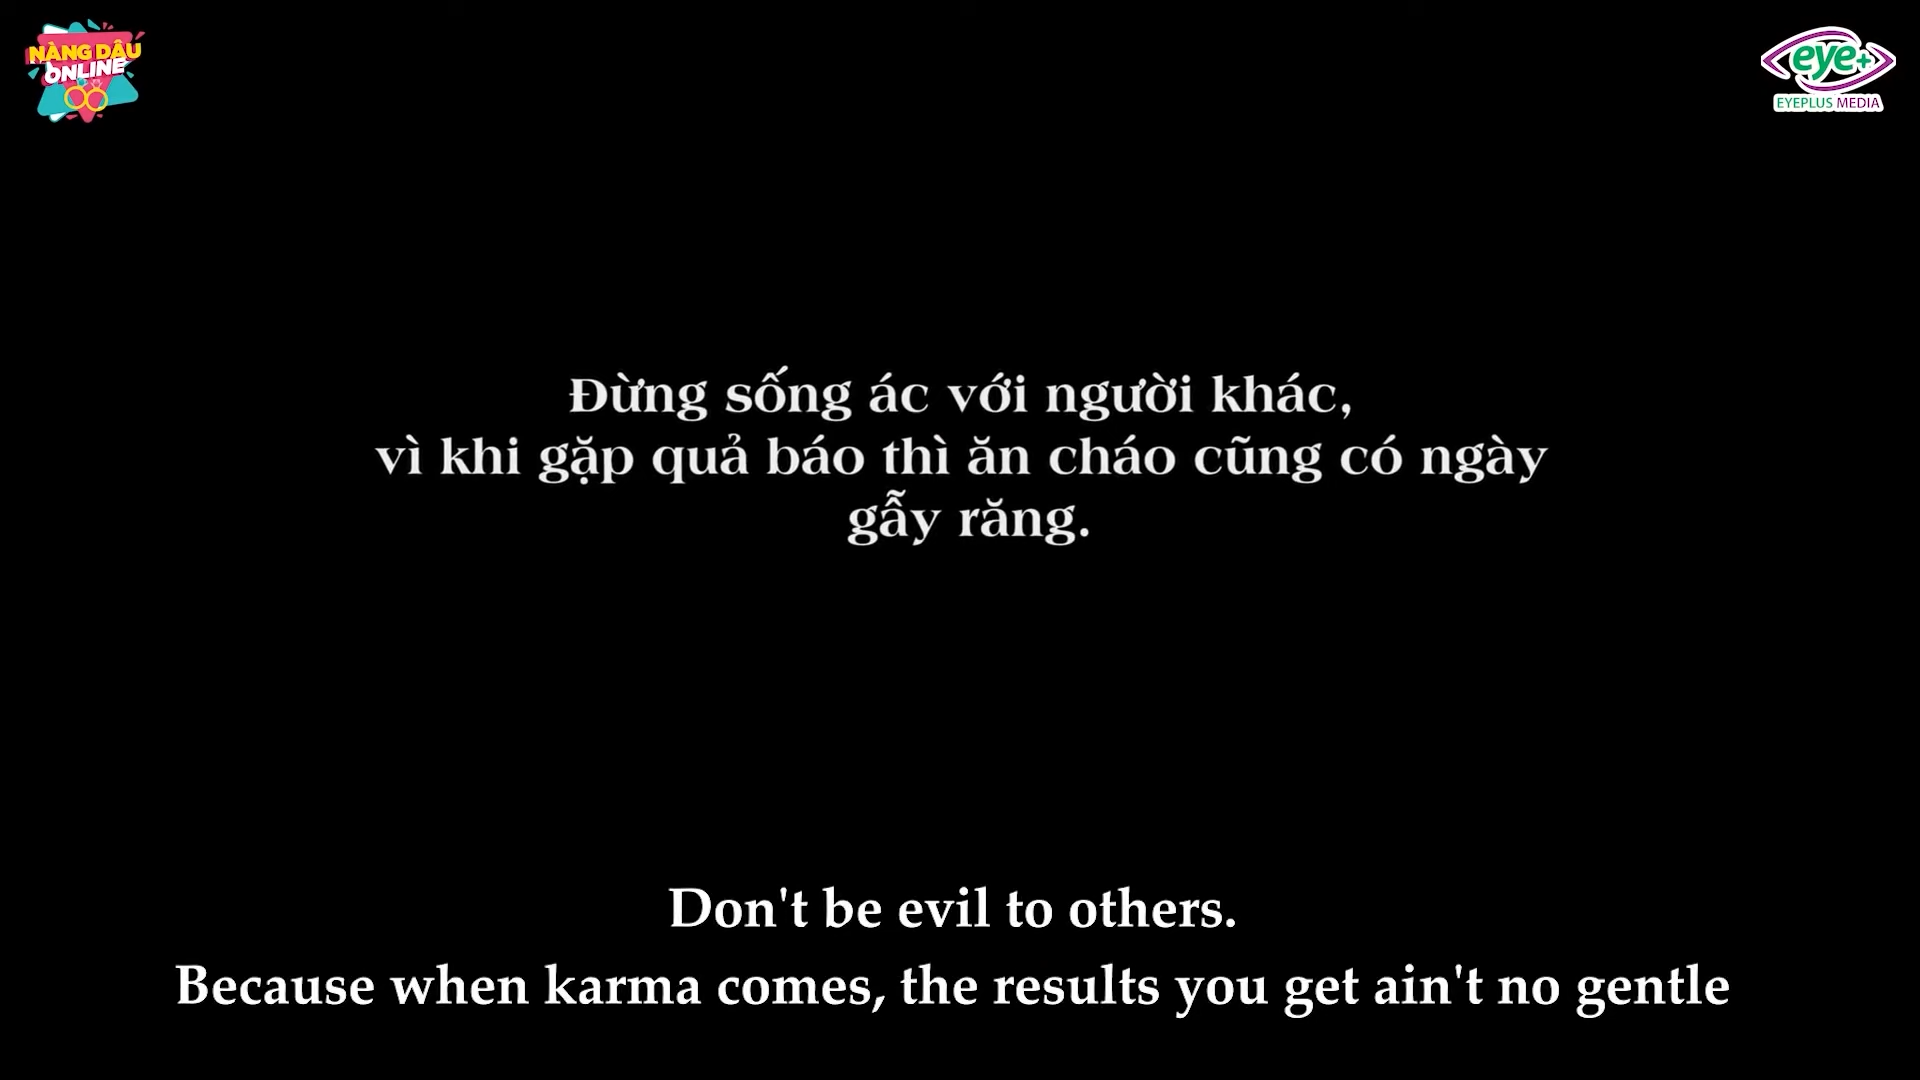 NÀNG DÂU
ONLINE
eye+
EYEPLUS MEDIA
Đừng sống ác với người khác,
vì khi gặp quả báo thì ăn cháo cũng có ngày
gẫy răng.
Don't be evil to others.
Because when karma comes, the results you get ain't no gentle